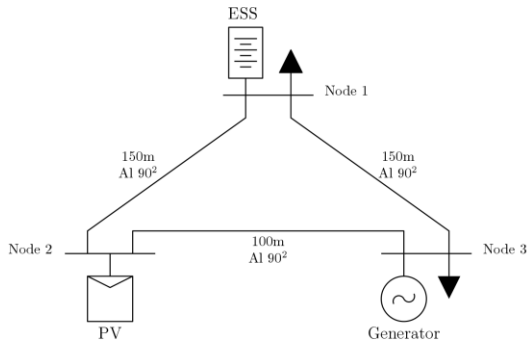 ESS
Node 1
150m
Al 90²
150m
Al 90²
Node 2
100m
Al 90²
Node 3
PV
Generator